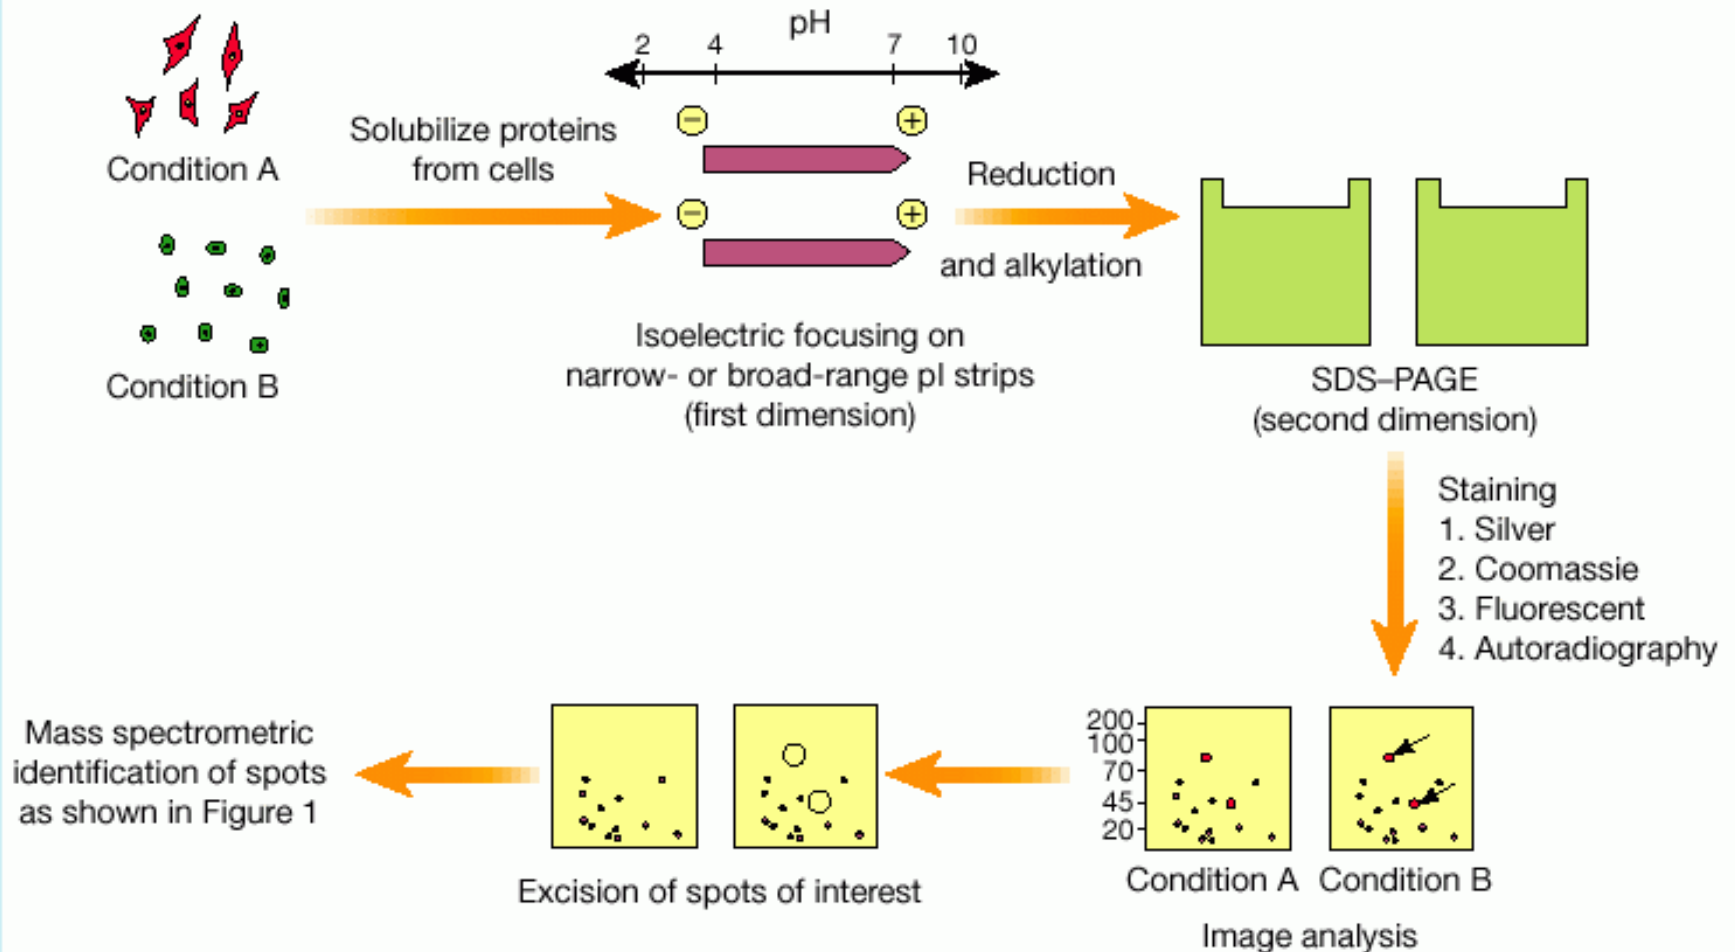 Condition A
Condition B
Solubilize proteins
from cells
pH
2 4 7 10
− +
− +
Isoelectric focusing on
narrow- or broad-range pI strips
(first dimension)
Reduction
and alkylation
SDS–PAGE
(second dimension)
Staining
1. Silver
2. Coomassie
3. Fluorescent
4. Autoradiography
200
100
70
45
20
Condition A Condition B
Image analysis
Excision of spots of interest
Mass spectrometric
identification of spots
as shown in Figure 1